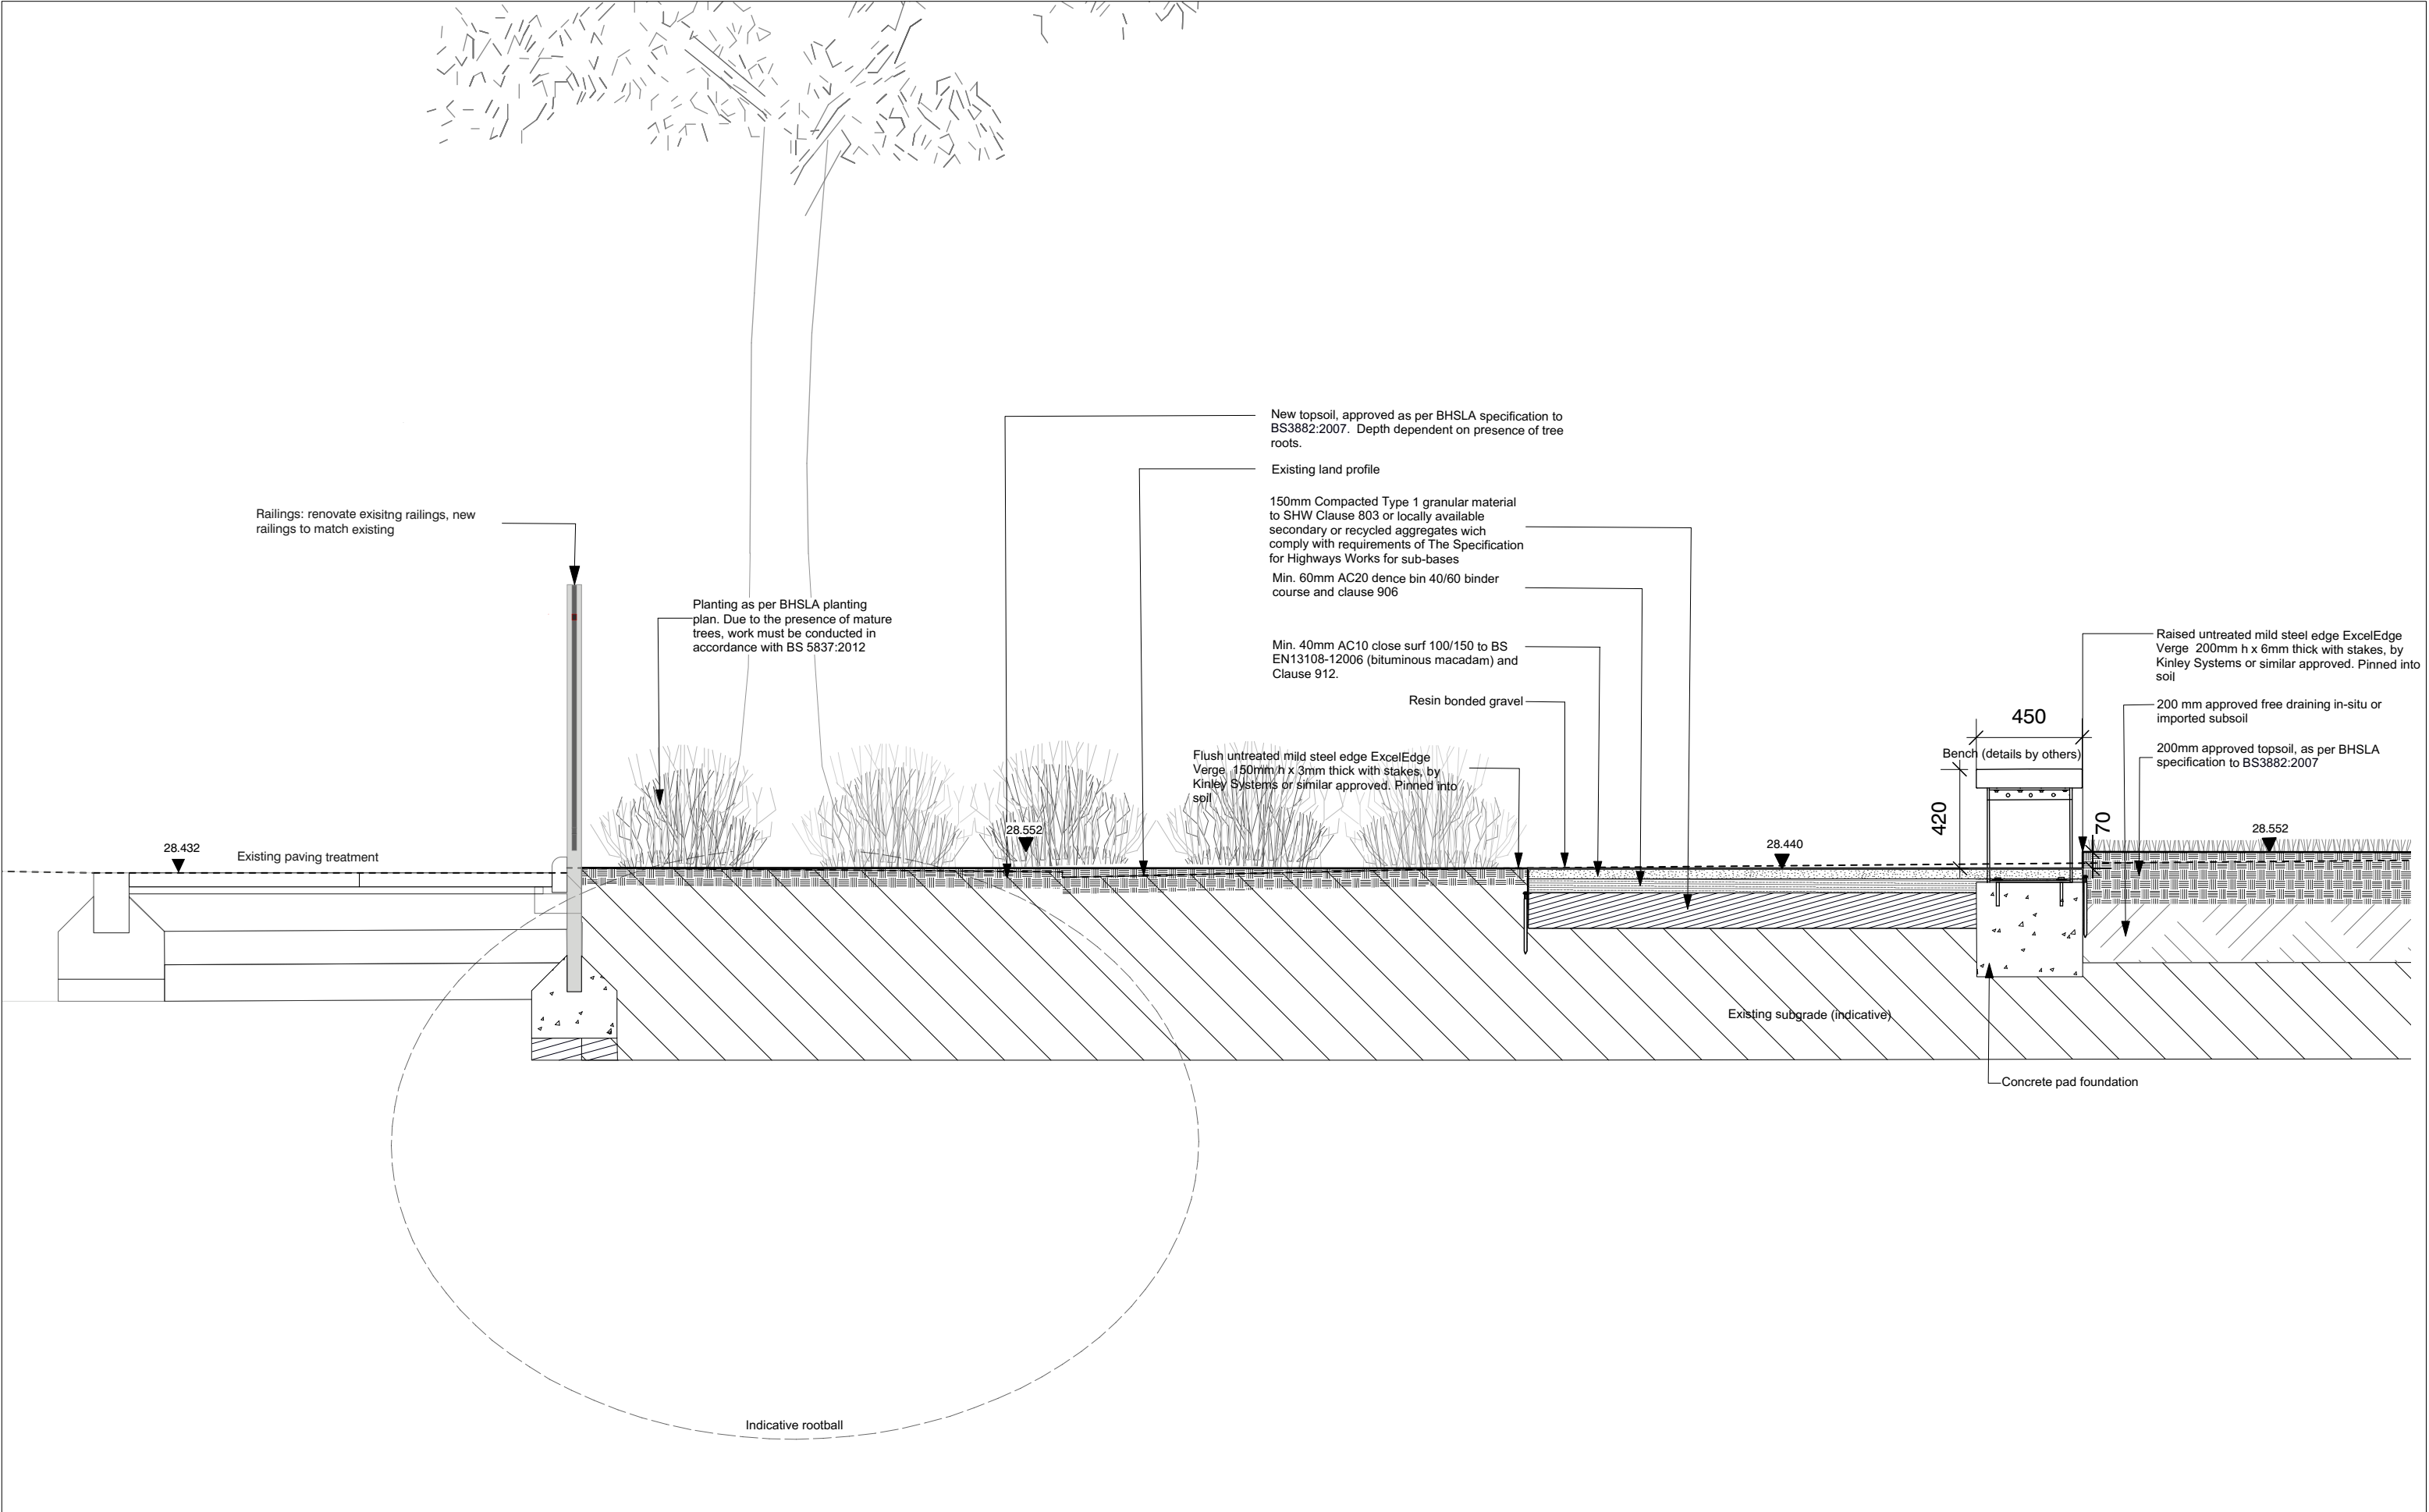 New topsoil, approved as per BHSLA specification to
BS3882:2007.  Depth dependent on presence of tree
roots.
Existing land profile
150mm Compacted Type 1 granular material
to SHW Clause 803 or locally available
secondary or recycled aggregates wich
comply with requirements of The Specification
for Highways Works for sub-bases
Railings: renovate exisitng railings, new
railings to match existing
Min. 60mm AC20 dence bin 40/60 binder
course and clause 906
Planting as per BHSLA planting
plan. Due to the presence of mature
trees, work must be conducted in
accordance with BS 5837:2012
Min. 40mm AC10 close surf 100/150 to BS
EN13108-12006 (bituminous macadam) and
Clause 912.
Raised untreated mild steel edge ExcelEdge
Verge  200mm h x 6mm thick with stakes, by
Kinley Systems or similar approved. Pinned into
soil
Resin bonded gravel
200 mm approved free draining in-situ or
imported subsoil
450
Bench (details by others)
200mm approved topsoil, as per BHSLA
specification to BS3882:2007
Flush untreated mild steel edge ExcelEdge
Verge  150mm h x 3mm thick with stakes, by
Kinley Systems or similar approved. Pinned into
soil
420
70
28.552
28.552
28.440
28.432
Existing paving treatment
Existing subgrade (indicative)
Concrete pad foundation
Indicative rootball